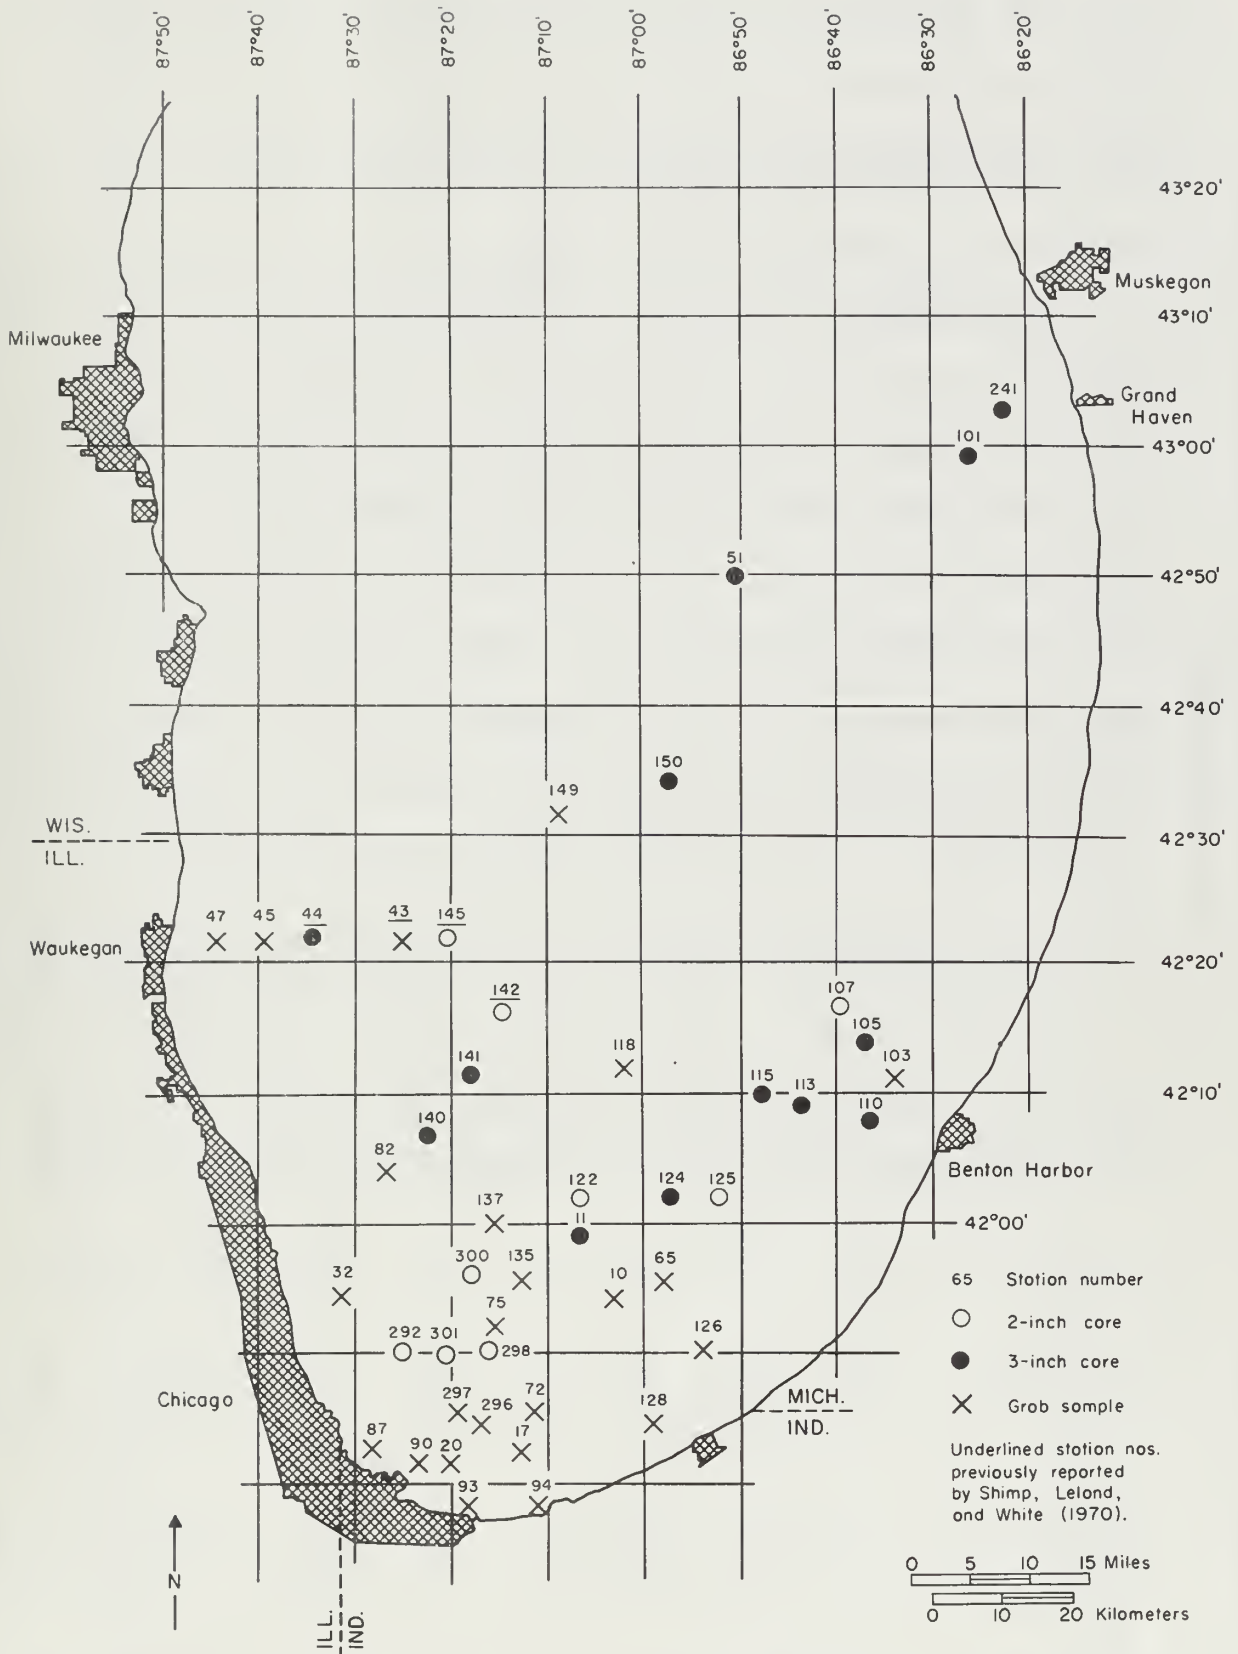 87°50'
87°40'
87°30'
87°20'
87°10'
87°00'
86°50'
86°40'
86°30'
86°20'
43°20'
Muskegon
43°10'
Milwaukee
241
Grand
Haven
101
43°00'
51
42°50'
42°40'
150
149
WIS.
42°30'
ILL.
47
45
44
43
145
Waukegan
42°20'
142
107
105
118
103
141
115
113
110
42°10'
140
82
Benton Harbor
122
124
125
137
11
42°00'
300
135
10
65
32
75
292
301
298
126
Chicago
297
296
72
128
MICH.
IND.
87
90
20
17
93
94
65 Station number
2-inch core
3-inch core
Grob somple
Underlined station nos.
previously reported
by Shimp, Lelond,
ond White (1970).
N
0 5 10 15 Miles
0 10 20 Kilometers
ILL.
IND.